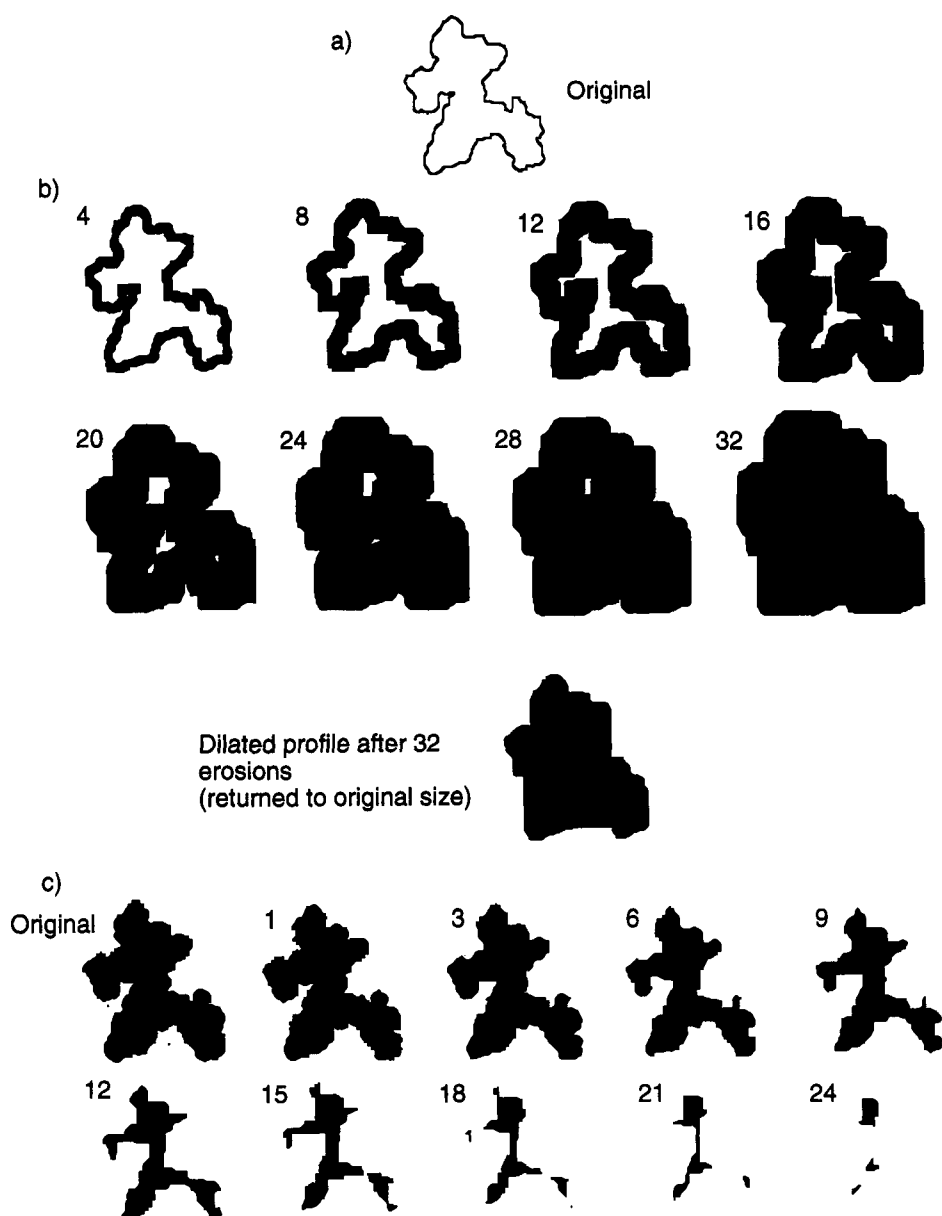 a)
Original
b)
4
8
12
16
20
24
28
32
Dilated profile after 32
erosions
(returned to original size)
c)
Original
1
3
6
9
12
15
18
21
24